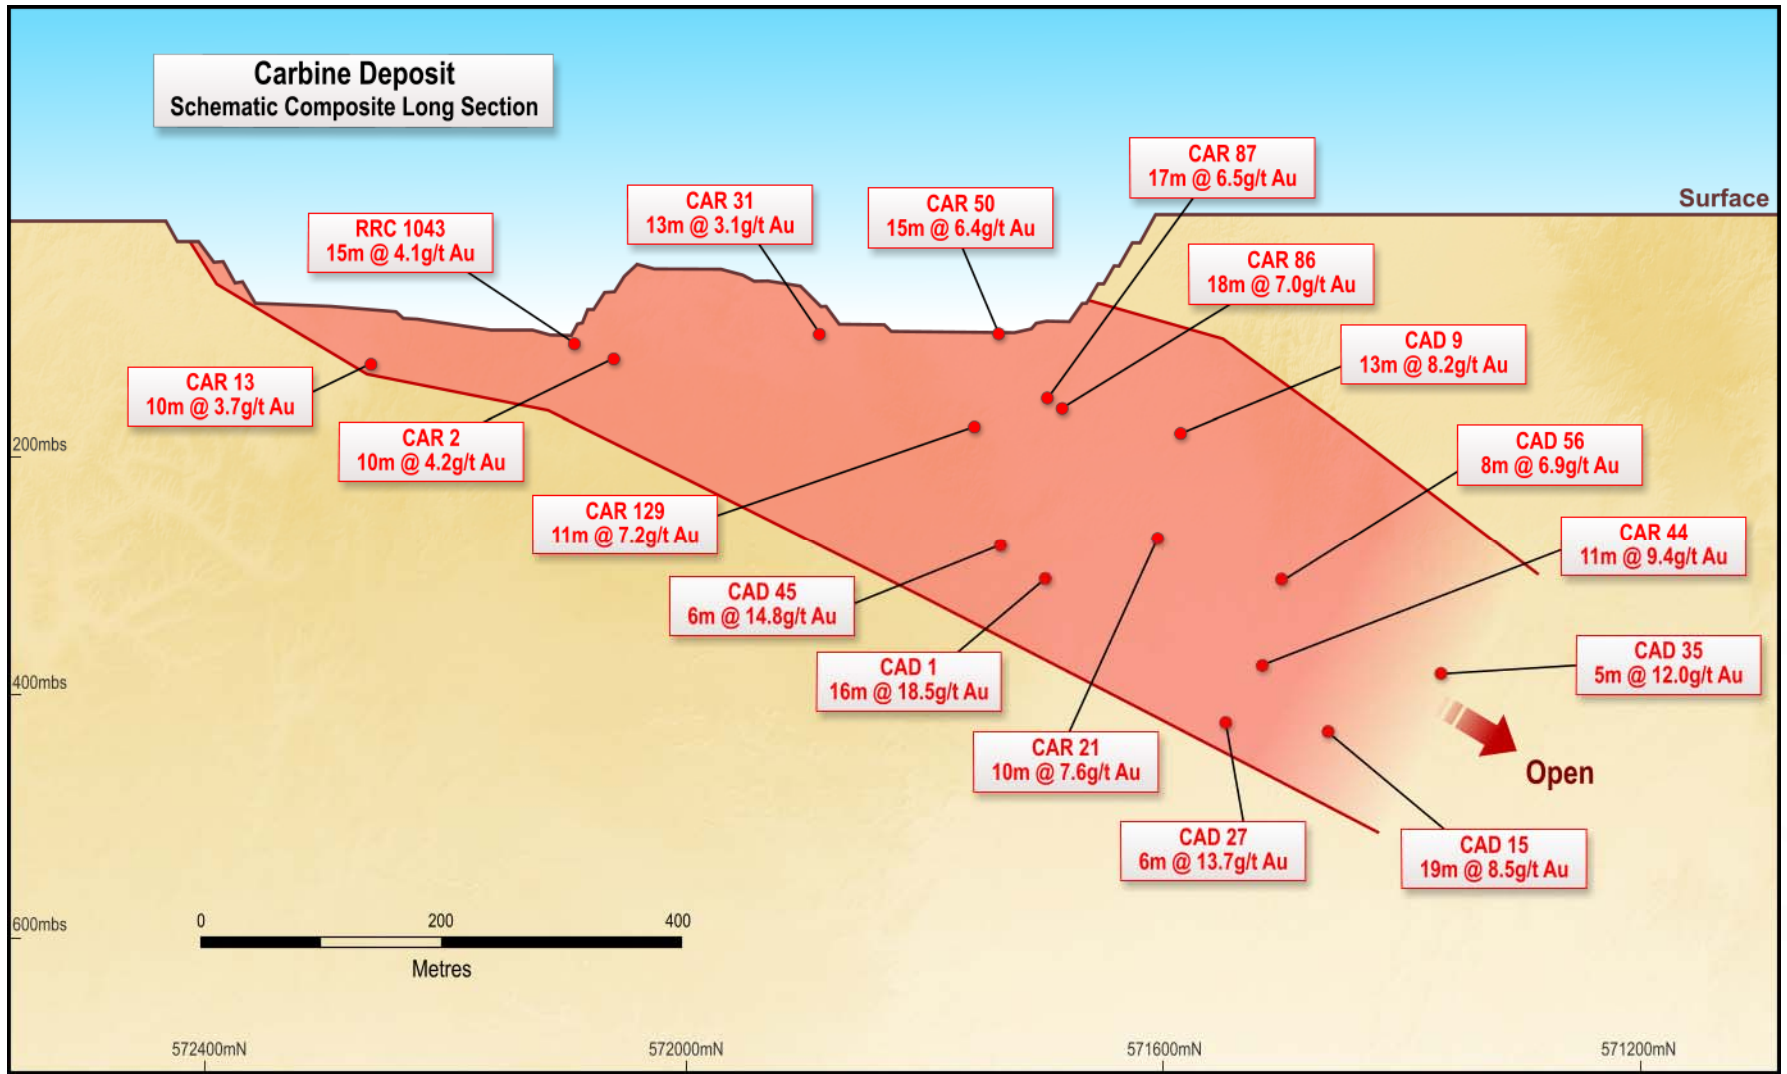 Carbine Deposit
Schematic Composite Long Section
Surface
CAR 87
17m @ 6.5g/t Au
CAR 31
13m @ 3.1g/t Au
CAR 50
15m @ 6.4g/t Au
RRC 1043
15m @ 4.1g/t Au
CAR 86
18m @ 7.0g/t Au
CAD 9
13m @ 8.2g/t Au
CAR 13
10m @ 3.7g/t Au
CAR 2
10m @ 4.2g/t Au
200mbs
CAD 56
8m @ 6.9g/t Au
CAR 129
11m @ 7.2g/t Au
CAR 44
11m @ 9.4g/t Au
CAD 45
6m @ 14.8g/t Au
CAD 1
16m @ 18.5g/t Au
CAD 35
5m @ 12.0g/t Au
400mbs
CAR 21
10m @ 7.6g/t Au
Open
CAD 27
6m @ 13.7g/t Au
CAD 15
19m @ 8.5g/t Au
600mbs
0 200 400
Metres
572400mN 572000mN 571600mN 571200mN